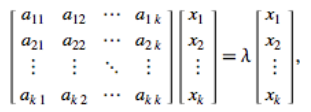 [ a₁₁ a₁₂ ⋯ a₁ₖ ] [ x₁ ] [ x₁ ]
[ a₂₁ a₂₂ ⋯ a₂ₖ ] [ x₂ ] = λ [ x₂ ] ,
[ ⋮ ⋮ ⋱ ⋮ ] [ ⋮ ] [ ⋮ ]
[ aₖ₁ aₖ₂ ⋯ aₖₖ ] [ xₖ ] [ xₖ ]